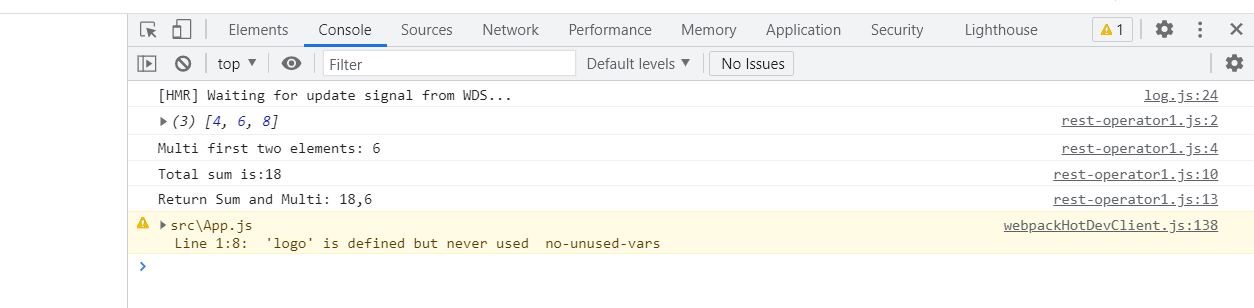 Elements Console Sources Network Performance Memory Application Security Lighthouse 1
top Filter Default levels No Issues
[HMR] Waiting for update signal from WDS... log.js:24
(3) [4, 6, 8] rest-operator1.js:2
Multi first two elements: 6 rest-operator1.js:4
Total sum is:18 rest-operator1.js:10
Return Sum and Multi: 18,6 rest-operator1.js:13
src\App.js webpackHotDevClient.js:138
Line 1:8:  'logo' is defined but never used  no-unused-vars